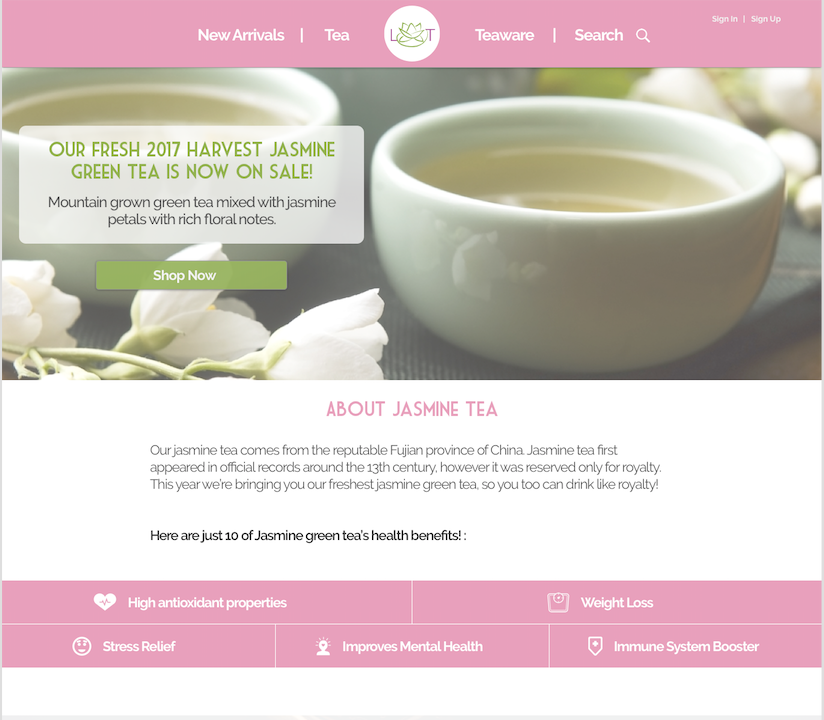 Sign In | Sign Up
New Arrivals | Tea
L T
Teaware | Search
OUR FRESH 2017 HARVEST JASMINE
GREEN TEA IS NOW ON SALE!
Mountain grown green tea mixed with jasmine
petals with rich floral notes.
Shop Now
ABOUT JASMINE TEA
Our jasmine tea comes from the reputable Fujian province of China. Jasmine tea first
appeared in official records around the 13th century, however it was reserved only for royalty.
This year we're bringing you our freshest jasmine green tea, so you too can drink like royalty!
Here are just 10 of Jasmine green tea's health benefits! :
High antioxidant properties
Weight Loss
Stress Relief
Improves Mental Health
Immune System Booster